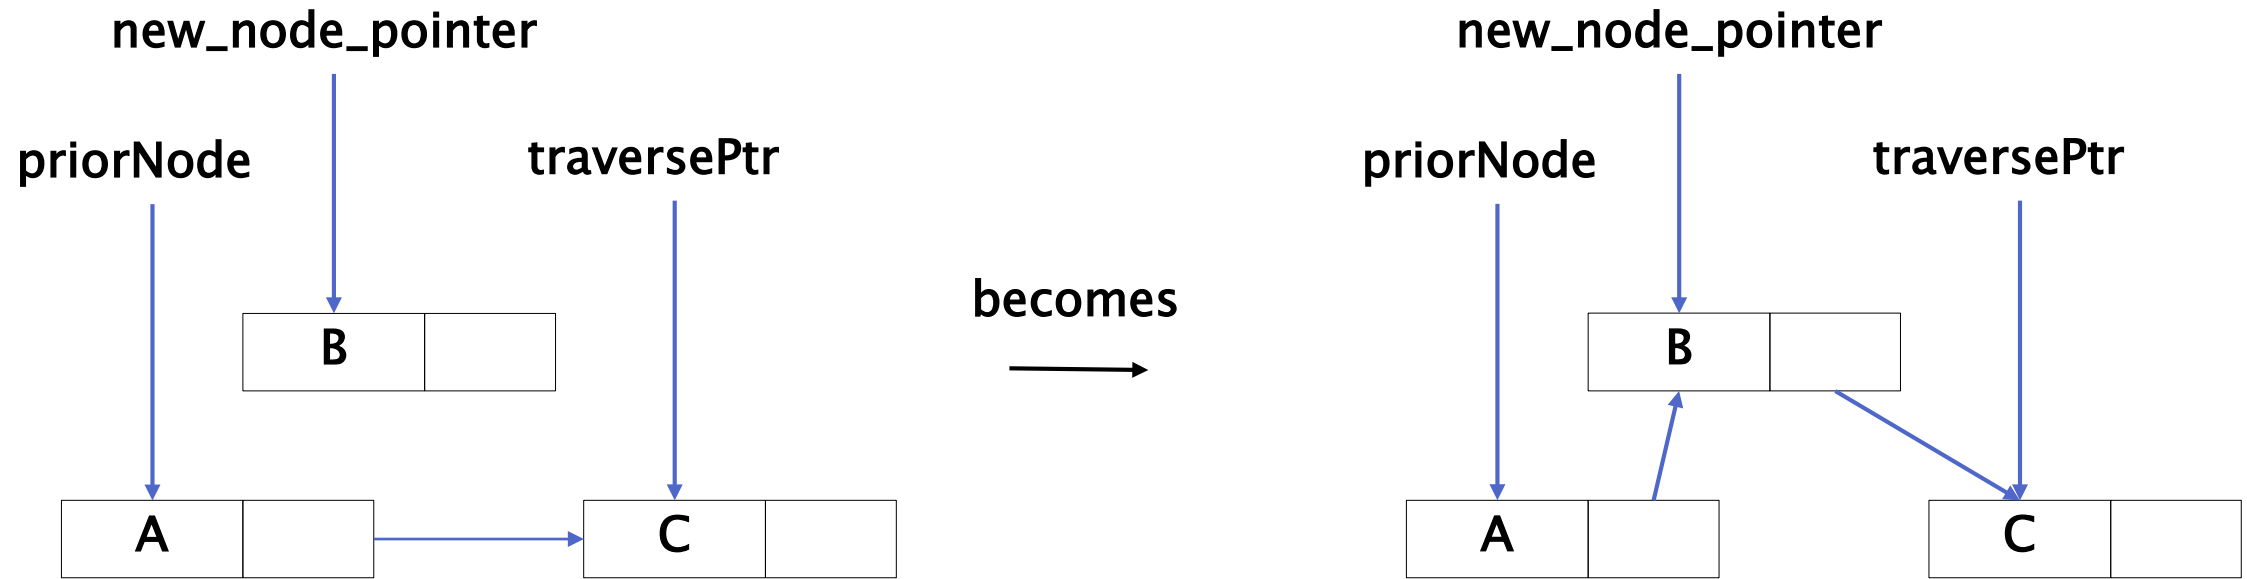 new_node_pointer
priorNode
traversePtr
B
A
C
becomes
new_node_pointer
priorNode
traversePtr
B
A
C